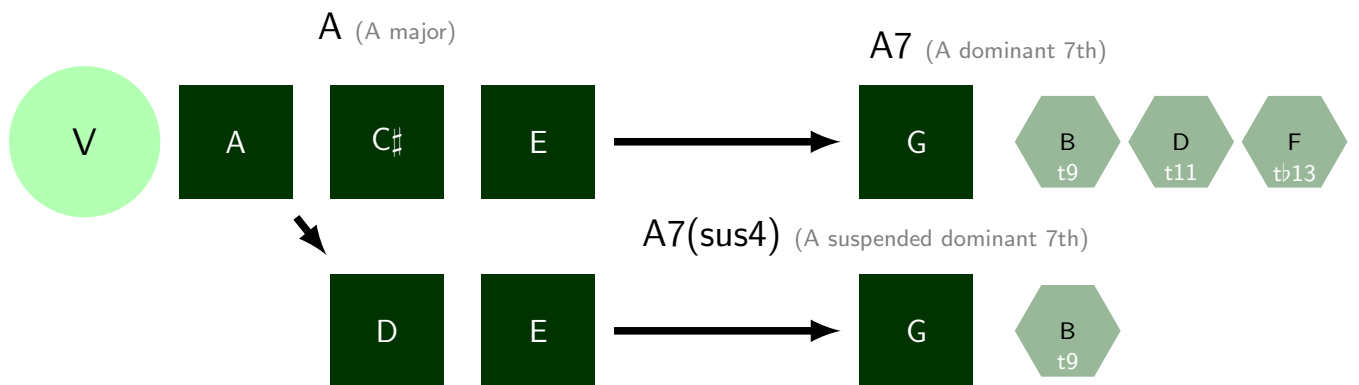 A (A major)
A7 (A dominant 7th)
V A C♯ E G B D F
t9 t11 t♭13
A7(sus4) (A suspended dominant 7th)
D E G B
t9